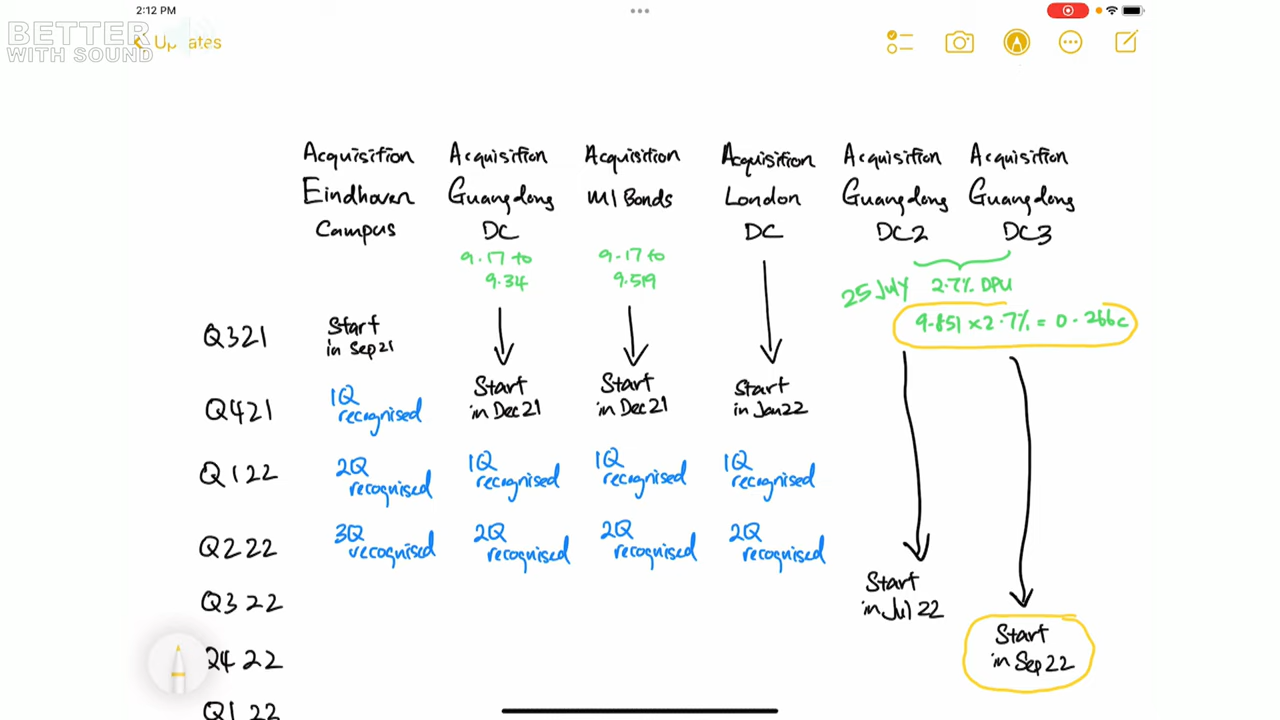 2:12 PM
BETTER
WITH SOUND
Acquisition Eindhoven Campus
Acquisition Guangdong DC
Acquisition M1 Bonds
Acquisition London DC
Acquisition Guangdong DC2
Acquisition Guangdong DC3
9.17 to 9.34
9.17 to 9.519
25 July
2.7% DPU
9.851 x 2.7% = 0.266c
Q321
Start in Sep21
Q421
1Q recognised
Start in Dec21
Start in Dec21
Start in Jan22
Q122
2Q recognised
1Q recognised
1Q recognised
1Q recognised
Q222
3Q recognised
2Q recognised
2Q recognised
2Q recognised
Q322
Start in Jul22
422
Start in Sep22
Q122